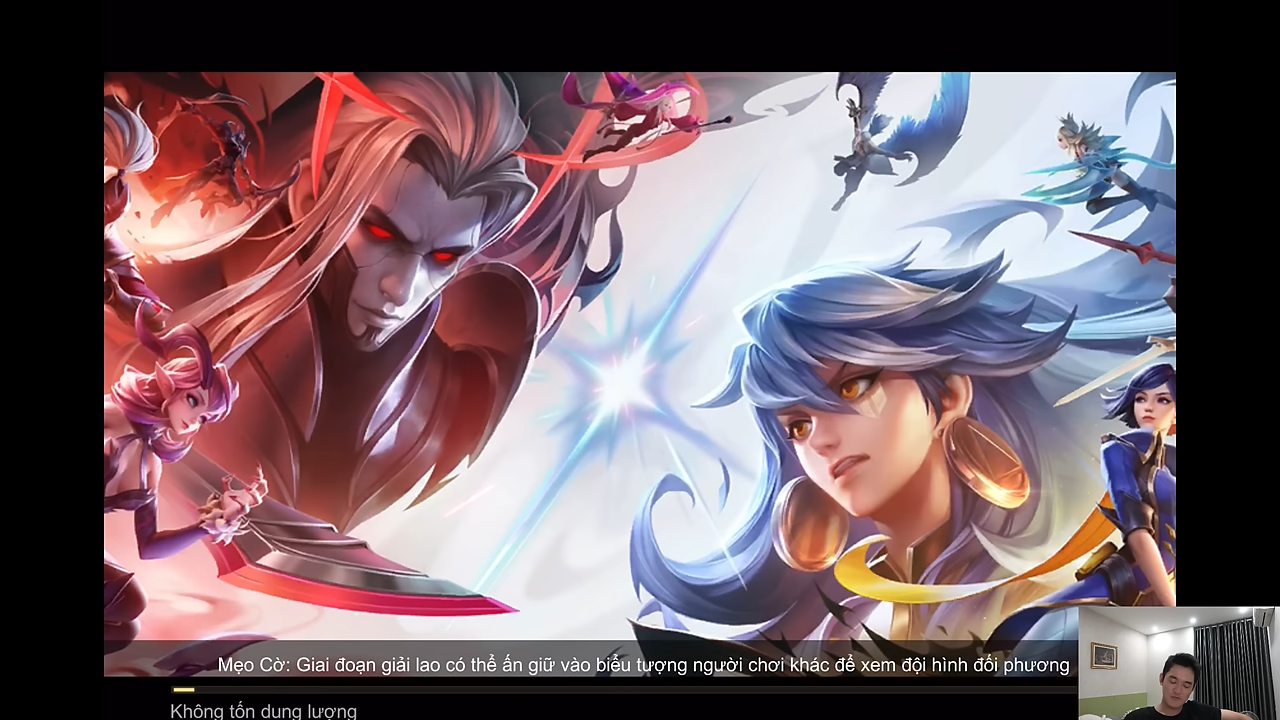 Mẹo Cờ: Giai đoạn giải lao có thể ấn giữ vào biểu tượng người chơi khác để xem đội hình đối phương
Không tốn dung lượng